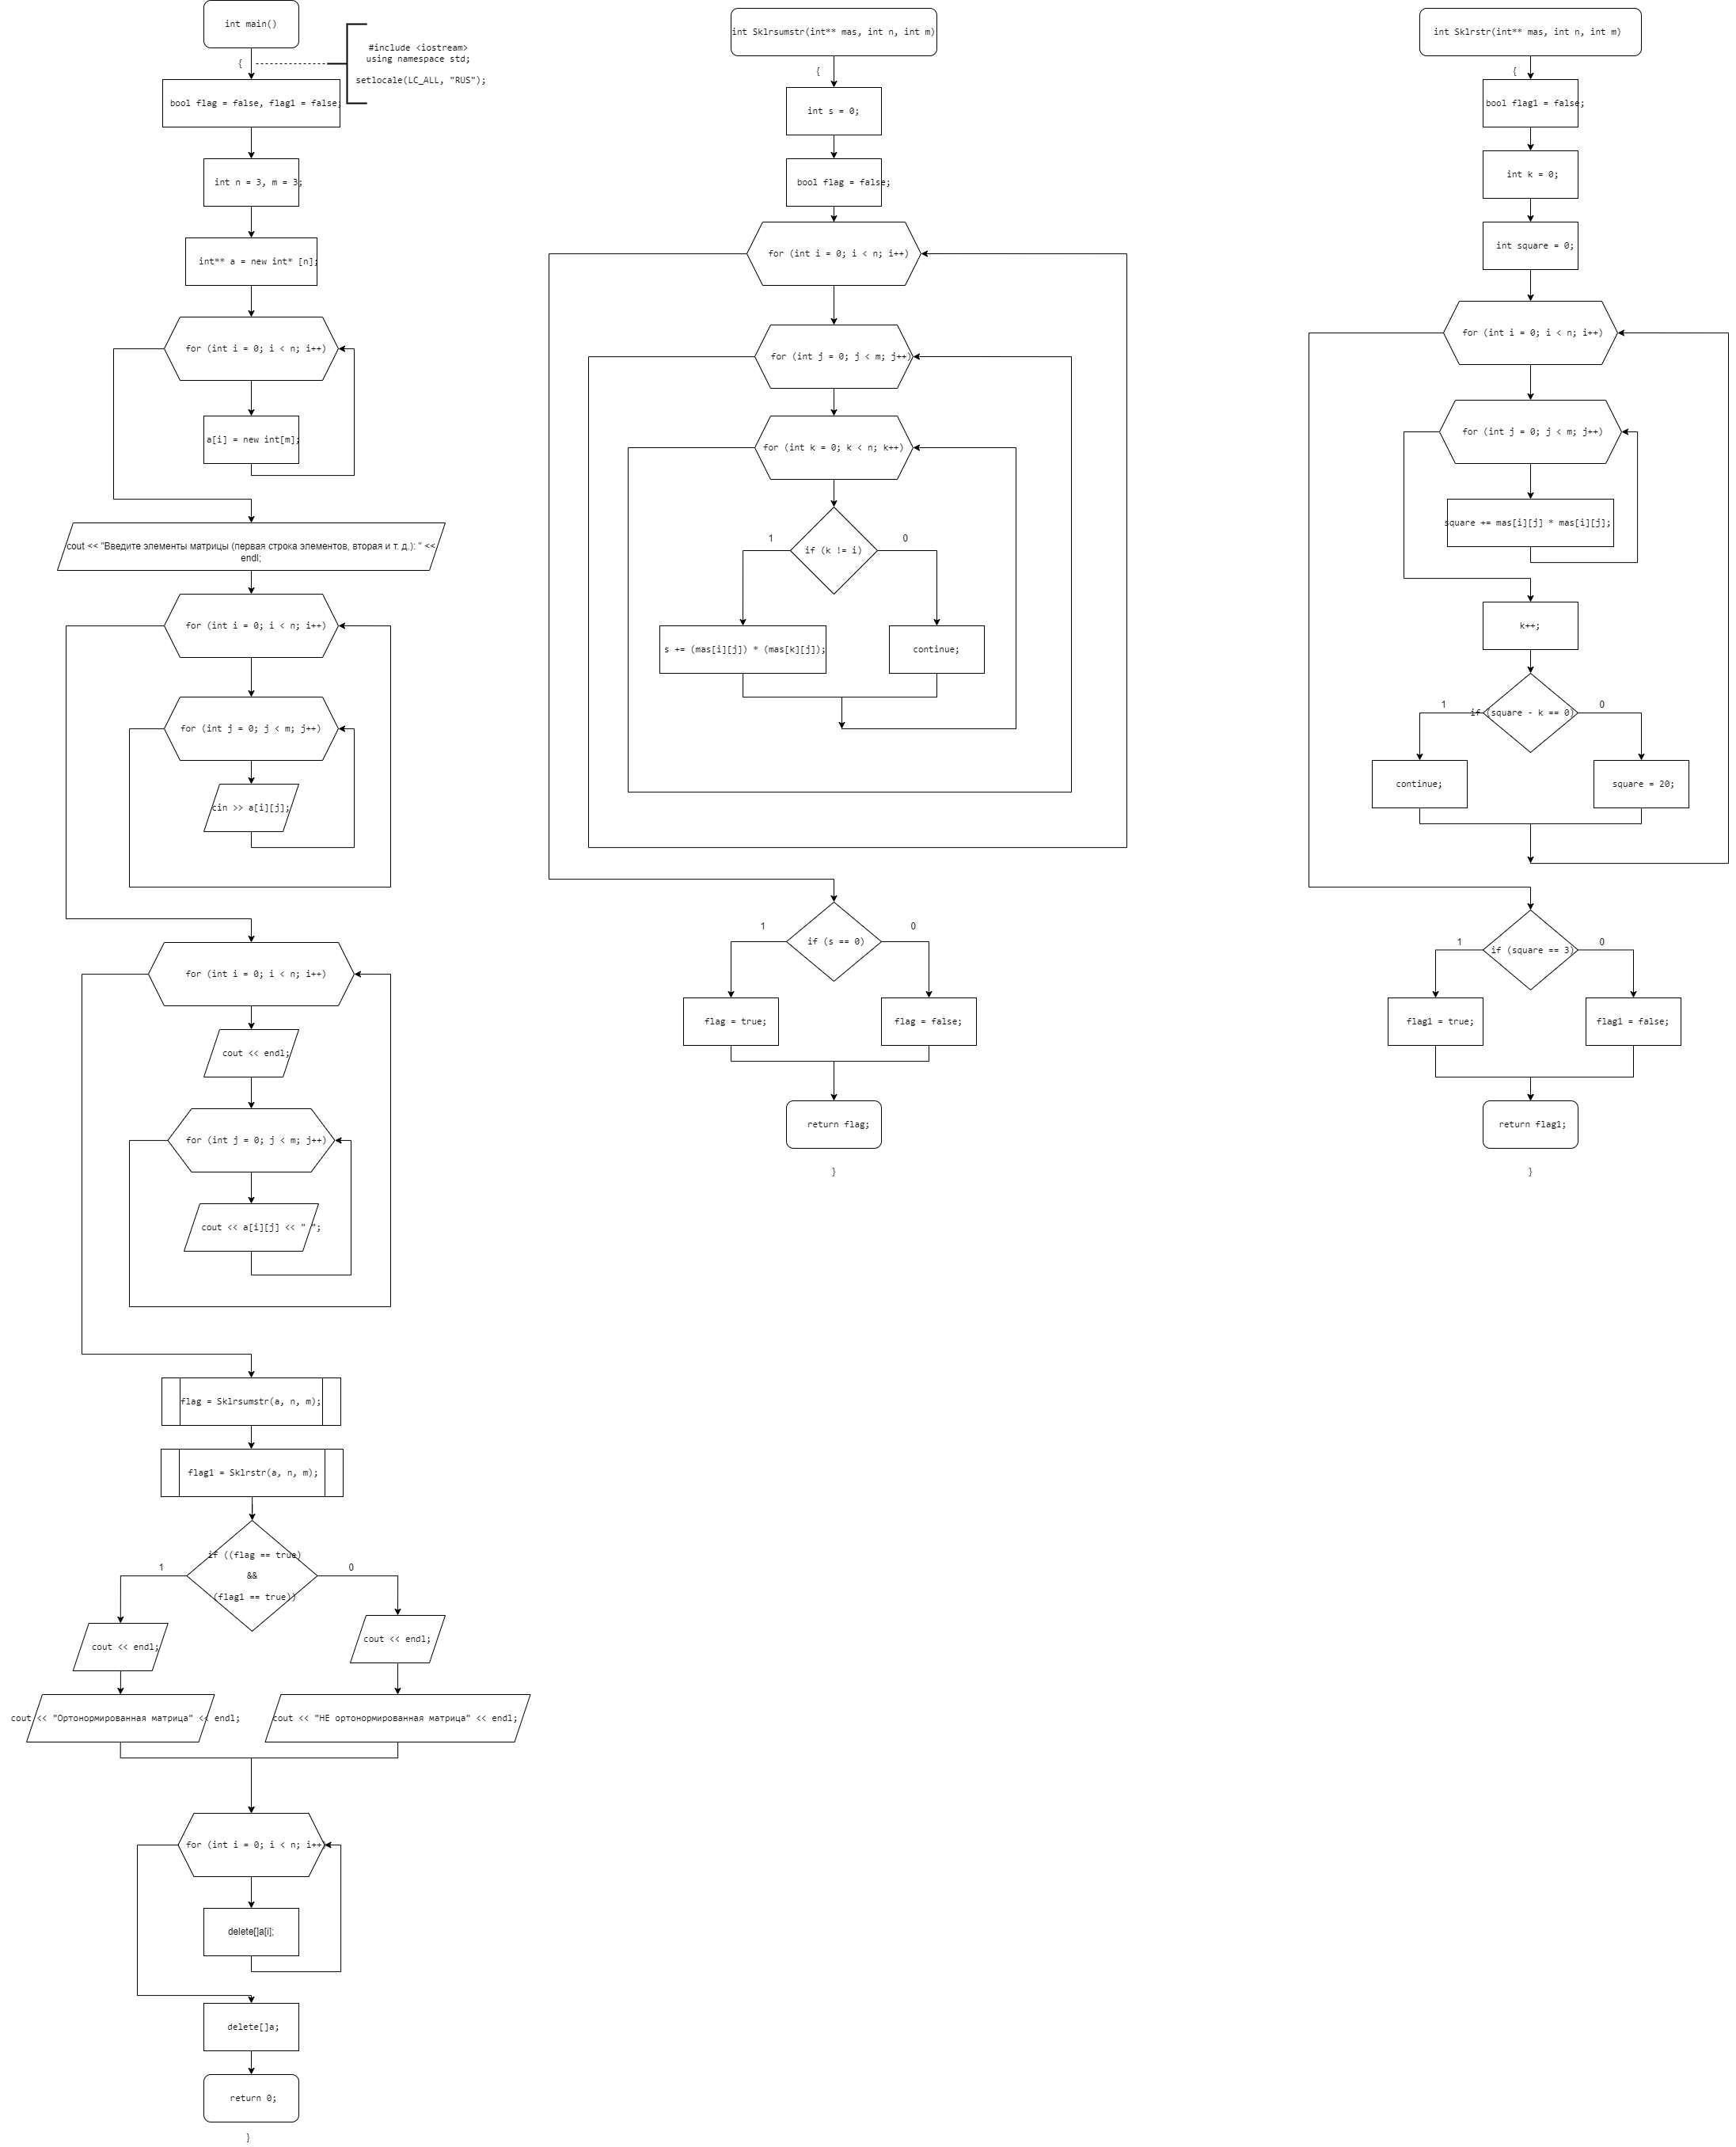 int main()
{
#include <iostream>
using namespace std;
setlocale(LC_ALL, "RUS");
bool flag = false, flag1 = false;
int n = 3, m = 3;
int** a = new int* [n];
for (int i = 0; i < n; i++)
a[i] = new int[m];
cout << "Введите элементы матрицы (первая строка элементов, вторая и т. д.): " <<
endl;
for (int i = 0; i < n; i++)
for (int j = 0; j < m; j++)
cin >> a[i][j];
for (int i = 0; i < n; i++)
cout << endl;
for (int j = 0; j < m; j++)
cout << a[i][j] << " ";
flag = Sklrsumstr(a, n, m);
flag1 = Sklrstr(a, n, m);
if ((flag == true)
&&
(flag1 == true))
1
0
cout << endl;
cout << endl;
cout << "Ортонормированная матрица" << endl;
cout << "НЕ ортонормированная матрица" << endl;
for (int i = 0; i < n; i++)
delete[]a[i];
delete[]a;
return 0;
}
int Sklrsumstr(int** mas, int n, int m)
{
int s = 0;
bool flag = false;
for (int i = 0; i < n; i++)
for (int j = 0; j < m; j++)
for (int k = 0; k < n; k++)
if (k != i)
1
0
s += (mas[i][j]) * (mas[k][j]);
continue;
if (s == 0)
1
0
flag = true;
flag = false;
return flag;
}
int Sklrstr(int** mas, int n, int m)
{
bool flag1 = false;
int k = 0;
int square = 0;
for (int i = 0; i < n; i++)
for (int j = 0; j < m; j++)
square += mas[i][j] * mas[i][j];
k++;
if (square - k == 0)
1
0
continue;
square = 20;
if (square == 3)
1
0
flag1 = true;
flag1 = false;
return flag1;
}